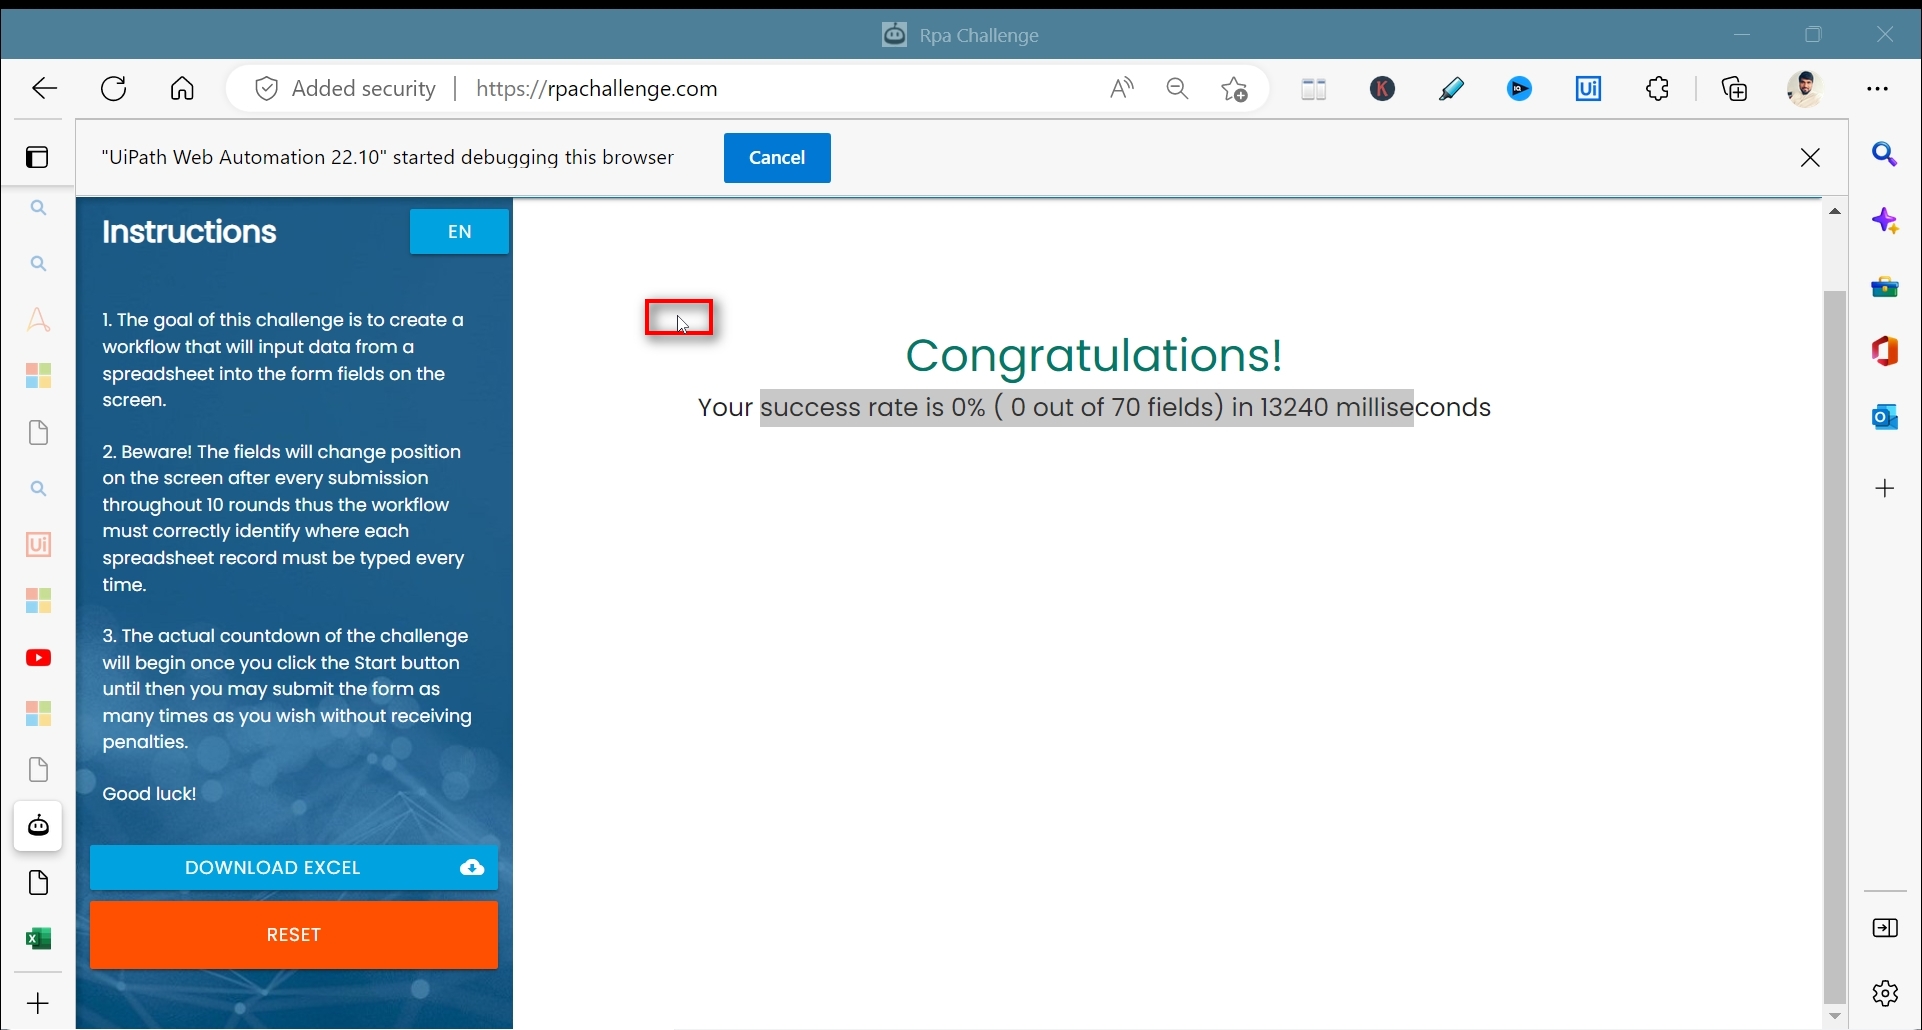 Rpa Challenge
Added security
https://rpachallenge.com
"UiPath Web Automation 22.10" started debugging this browser
Cancel
Instructions
EN
1. The goal of this challenge is to create a
workflow that will input data from a
spreadsheet into the form fields on the
screen.
2. Beware! The fields will change position
on the screen after every submission
throughout 10 rounds thus the workflow
must correctly identify where each
spreadsheet record must be typed every
time.
3. The actual countdown of the challenge
will begin once you click the Start button
until then you may submit the form as
many times as you wish without receiving
penalties.
Good luck!
DOWNLOAD EXCEL
RESET
Congratulations!
Your success rate is 0% ( 0 out of 70 fields) in 13240 milliseconds